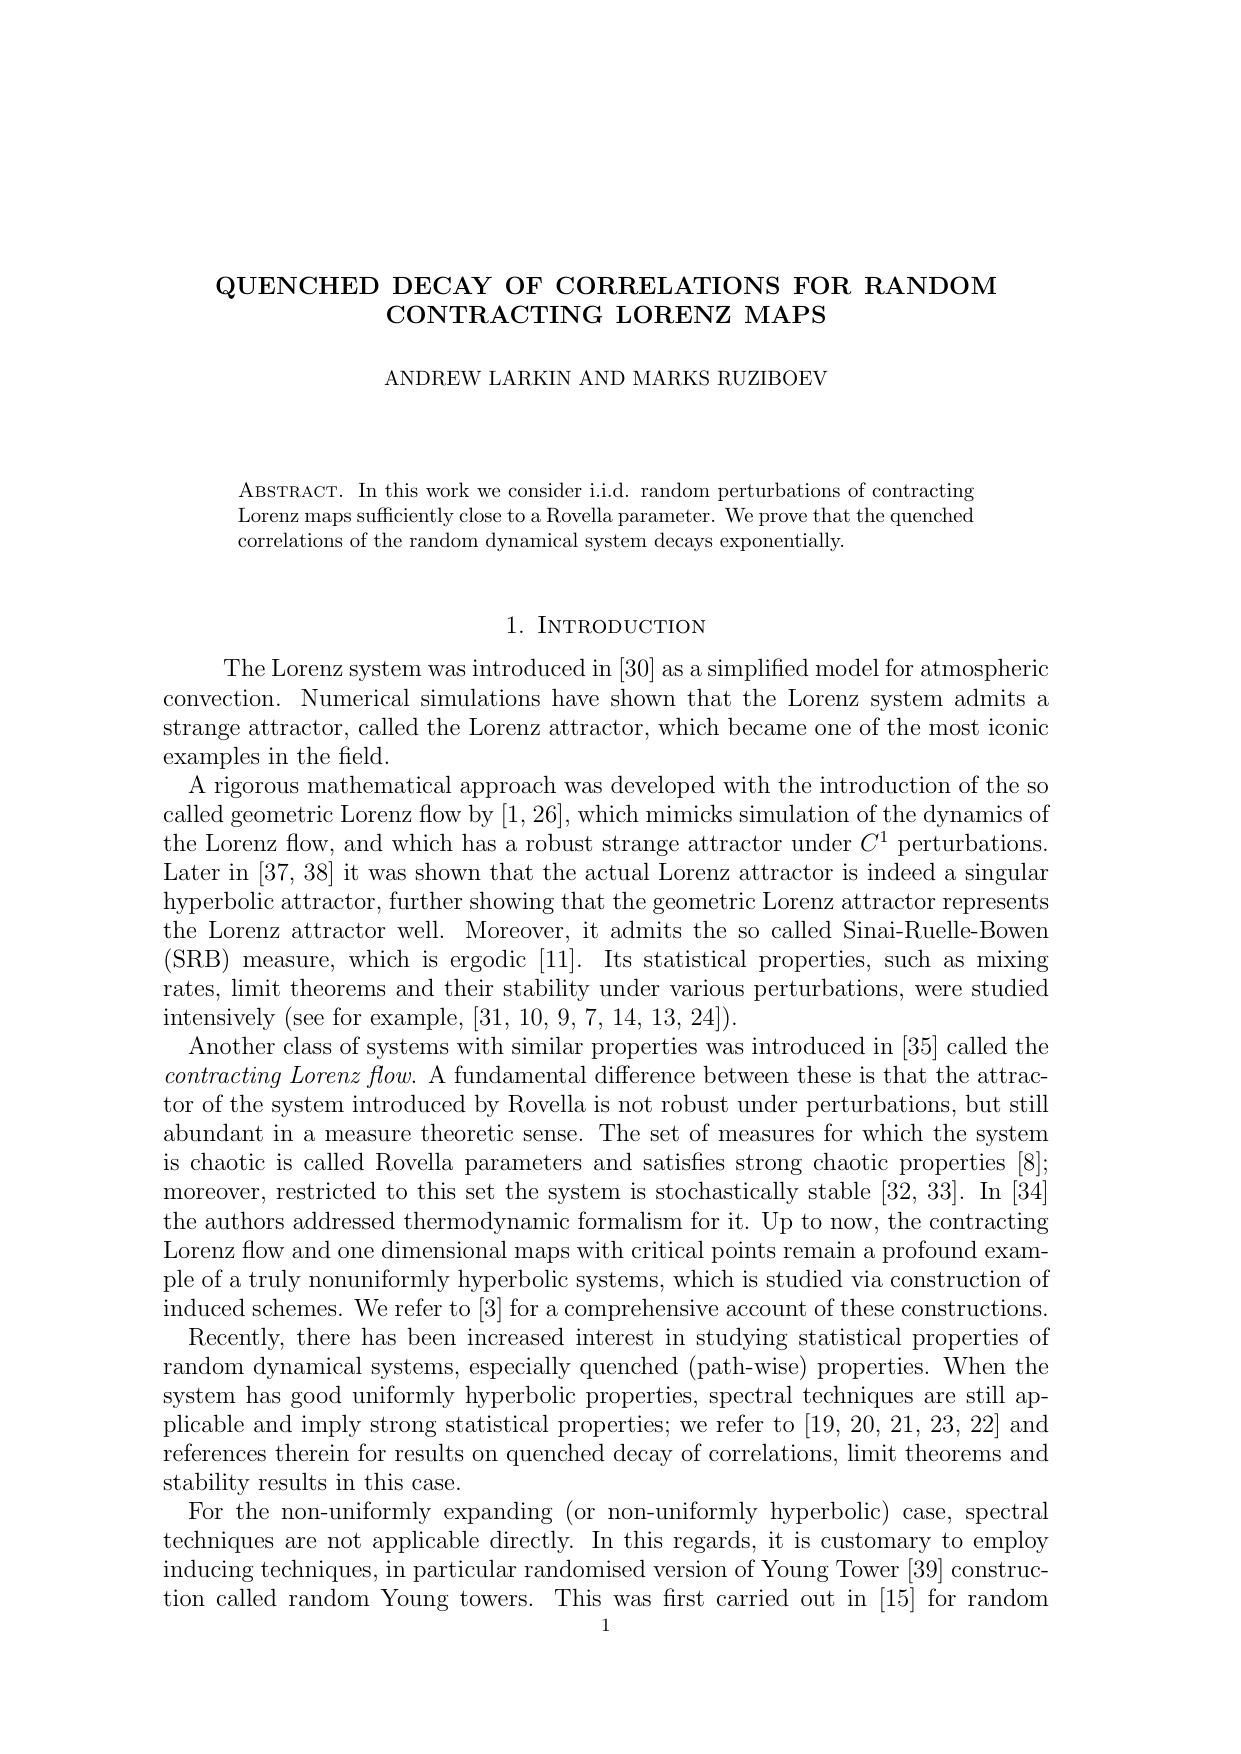 QUENCHED DECAY OF CORRELATIONS FOR RANDOM
CONTRACTING LORENZ MAPS
ANDREW LARKIN AND MARKS RUZIBOEV
ABSTRACT. In this work we consider i.i.d. random perturbations of contracting
Lorenz maps sufficiently close to a Rovella parameter. We prove that the quenched
correlations of the random dynamical system decays exponentially.
1. INTRODUCTION
The Lorenz system was introduced in [30] as a simplified model for atmospheric
convection. Numerical simulations have shown that the Lorenz system admits a
strange attractor, called the Lorenz attractor, which became one of the most iconic
examples in the field.
A rigorous mathematical approach was developed with the introduction of the so
called geometric Lorenz flow by [1, 26], which mimicks simulation of the dynamics of
the Lorenz flow, and which has a robust strange attractor under C¹ perturbations.
Later in [37, 38] it was shown that the actual Lorenz attractor is indeed a singular
hyperbolic attractor, further showing that the geometric Lorenz attractor represents
the Lorenz attractor well. Moreover, it admits the so called Sinai-Ruelle-Bowen
(SRB) measure, which is ergodic [11]. Its statistical properties, such as mixing
rates, limit theorems and their stability under various perturbations, were studied
intensively (see for example, [31, 10, 9, 7, 14, 13, 24]).
Another class of systems with similar properties was introduced in [35] called the
contracting Lorenz flow. A fundamental difference between these is that the attrac-
tor of the system introduced by Rovella is not robust under perturbations, but still
abundant in a measure theoretic sense. The set of measures for which the system
is chaotic is called Rovella parameters and satisfies strong chaotic properties [8];
moreover, restricted to this set the system is stochastically stable [32, 33]. In [34]
the authors addressed thermodynamic formalism for it. Up to now, the contracting
Lorenz flow and one dimensional maps with critical points remain a profound exam-
ple of a truly nonuniformly hyperbolic systems, which is studied via construction of
induced schemes. We refer to [3] for a comprehensive account of these constructions.
Recently, there has been increased interest in studying statistical properties of
random dynamical systems, especially quenched (path-wise) properties. When the
system has good uniformly hyperbolic properties, spectral techniques are still ap-
plicable and imply strong statistical properties; we refer to [19, 20, 21, 23, 22] and
references therein for results on quenched decay of correlations, limit theorems and
stability results in this case.
For the non-uniformly expanding (or non-uniformly hyperbolic) case, spectral
techniques are not applicable directly. In this regards, it is customary to employ
inducing techniques, in particular randomised version of Young Tower [39] construc-
tion called random Young towers. This was first carried out in [15] for random
1